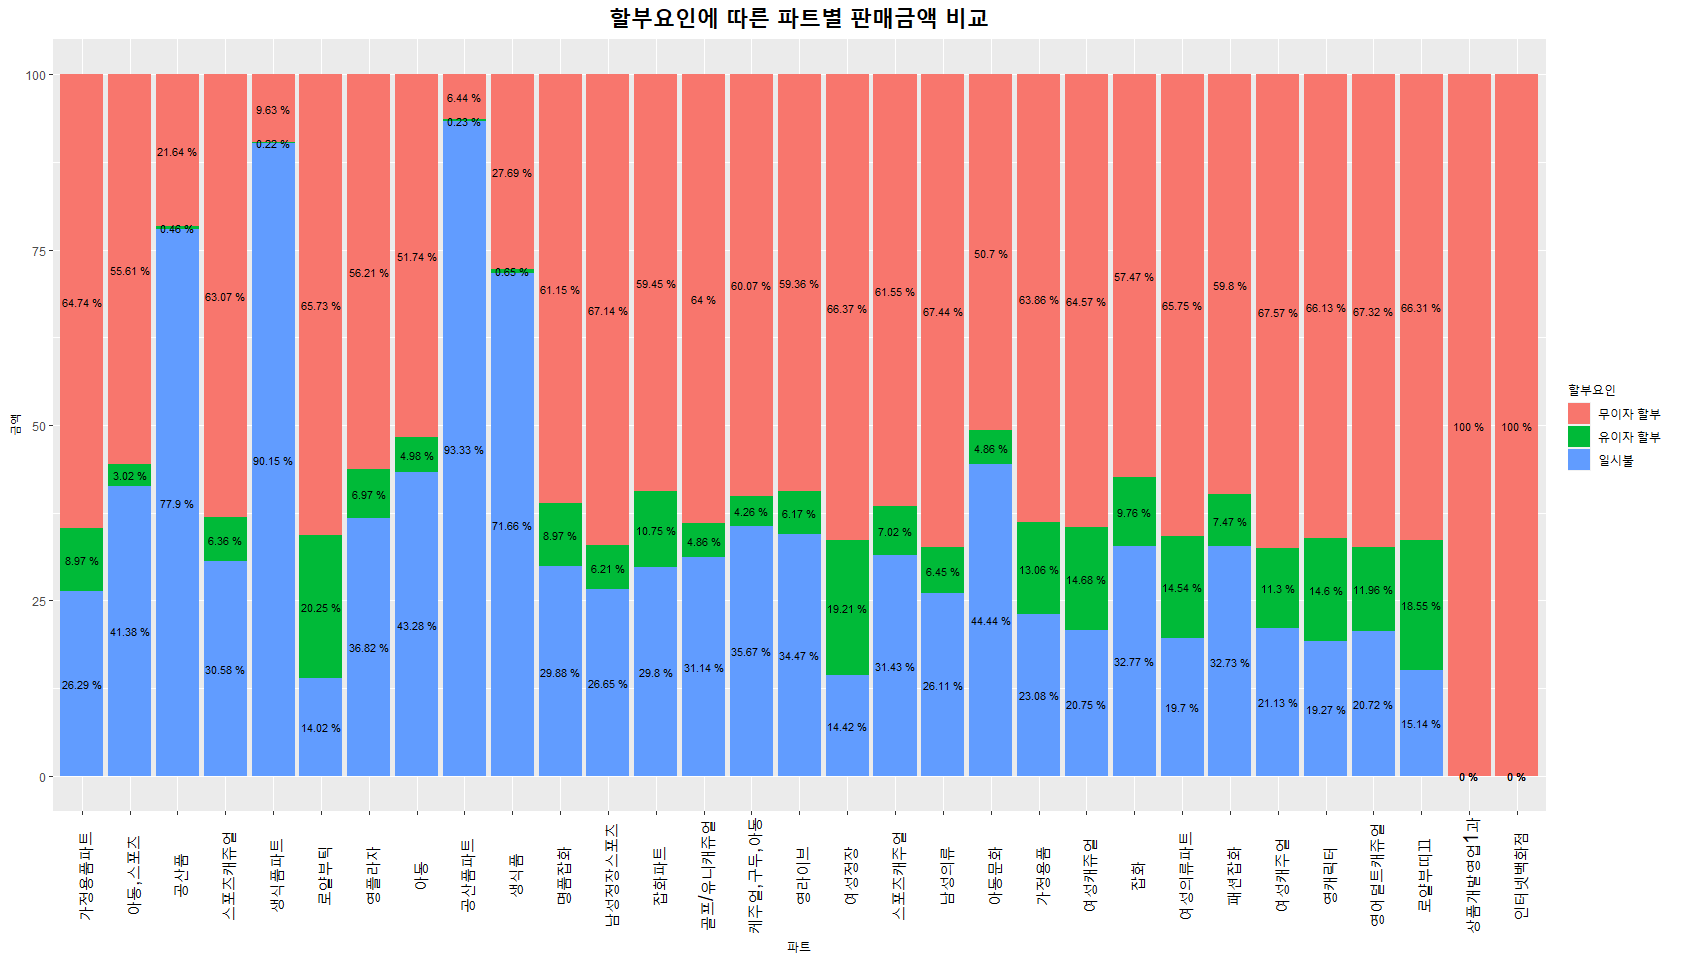 할부요인에 따른 파트별 판매금액 비교
금액
100
75
50
25
0
64.74 %
8.97 %
26.29 %
55.61 %
3.02 %
41.38 %
21.64 %
0.46 %
77.9 %
63.07 %
6.36 %
30.58 %
9.63 %
0.22 %
90.15 %
65.73 %
20.25 %
14.02 %
56.21 %
6.97 %
36.82 %
51.74 %
4.98 %
43.28 %
6.44 %
0.23 %
93.33 %
27.69 %
0.65 %
71.66 %
61.15 %
8.97 %
29.88 %
67.14 %
6.21 %
26.65 %
59.45 %
10.75 %
29.8 %
64 %
4.86 %
31.14 %
60.07 %
4.26 %
35.67 %
59.36 %
6.17 %
34.47 %
66.37 %
19.21 %
14.42 %
61.55 %
7.02 %
31.43 %
67.44 %
6.45 %
26.11 %
50.7 %
4.86 %
44.44 %
63.86 %
13.06 %
23.08 %
64.57 %
14.68 %
20.75 %
57.47 %
9.76 %
32.77 %
65.75 %
14.54 %
19.7 %
59.8 %
7.47 %
32.73 %
67.57 %
11.3 %
21.13 %
66.13 %
14.6 %
19.27 %
67.32 %
11.96 %
20.72 %
66.31 %
18.55 %
15.14 %
100 %
0 %
100 %
0 %
가정용품파트
아동,스포츠
공산품
스포츠캐쥬얼
생식품파트
로얄부틱
영플라자
아동
공산품파트
생식품
명품잡화
남성정장스포츠
잡화파트
골프/유니캐쥬얼
케주얼,구두,아동
영라이브
여성정장
스포츠캐주얼
남성의류
아동문화
가정용품
여성캐쥬얼
잡화
여성의류파트
패션잡화
여성캐주얼
영캐릭터
영어덜트캐쥬얼
로얄부띠끄
상품개발영업1과
인터넷백화점
파트
할부요인
무이자 할부
유이자 할부
일시불